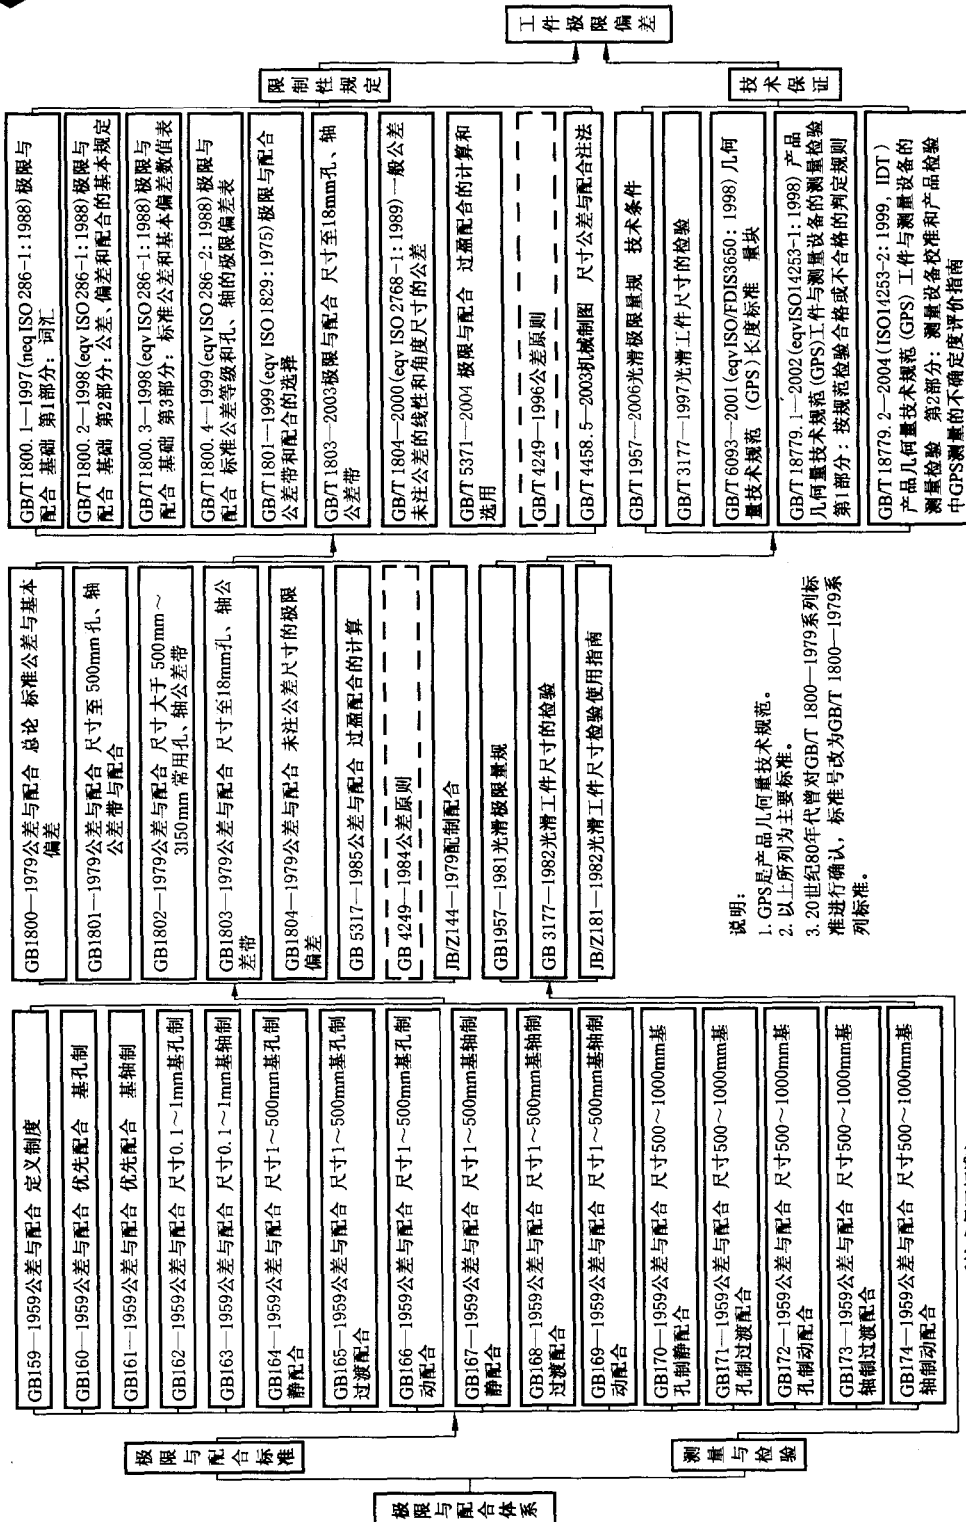 极限与配合体系
极限与配合标准
测量与检验
GB159—1959公差与配合 定义制度
GB160—1959公差与配合 优先配合 基孔制
GB161—1959公差与配合 优先配合 基轴制
GB162—1959公差与配合 尺寸0.1～1mm基孔制
GB163—1959公差与配合 尺寸0.1～1mm基轴制
GB164—1959公差与配合 尺寸1～500mm基孔制
静配合
GB165—1959公差与配合 尺寸1～500mm基孔制
过渡配合
GB166—1959公差与配合 尺寸1～500mm基孔制
动配合
GB167—1959公差与配合 尺寸1～500mm基轴制
静配合
GB168—1959公差与配合 尺寸1～500mm基轴制
过渡配合
GB169—1959公差与配合 尺寸1～500mm基轴制
动配合
GB170—1959公差与配合 尺寸500～1000mm基
孔制静配合
GB171—1959公差与配合 尺寸500～1000mm基
孔制过渡配合
GB172—1959公差与配合 尺寸500～1000mm基
孔制动配合
GB173—1959公差与配合 尺寸500～1000mm基
轴制过渡配合
GB174—1959公差与配合 尺寸500～1000mm基
轴制动配合
GB1800—1979公差与配合 总论 标准公差与基本
偏差
GB1801—1979公差与配合 尺寸至 500mm 孔、轴
公差带与配合
GB1802—1979公差与配合 尺寸 大于 500mm～
3150mm 常用孔、轴公差带
GB1803—1979公差与配合 尺寸至18mm孔、轴公
差带
GB1804—1979公差与配合 未注公差尺寸的极限
偏差
GB 5317—1985公差与配合 过盈配合的计算
GB 4249—1984公差原则
JB/Z144—1979配制配合
GB1957—1981光滑极限量规
GB 3177—1982光滑工件尺寸的检验
JB/Z181—1982光滑工件尺寸检验使用指南
说明:
1. GPS是产品几何量技术规范。
2. 以上所列为主要标准。
3. 20世纪80年代曾对GB/T 1800—1979系列标
准进行确认，标准号改为GB/T 1800—1979系
列标准。
GB/T1800.1—1997(neq ISO 286-1: 1988)极限与
配合 基础 第1部分：词汇
GB/T1800.2—1998(eqv ISO 286-1: 1988)极限与
配合 基础 第2部分：公差、偏差和配合的基本规定
GB/T1800.3—1998(eqv ISO 286-1: 1988)极限与
配合 基础 第3部分：标准公差和基本偏差数值表
GB/T1800.4—1999(eqv ISO 286-2: 1988)极限与
配合 标准公差等级和孔、轴的极限偏差表
GB/T1801—1999(eqv ISO 1829:1975)极限与配合
公差带和配合的选择
GB/T1803—2003极限与配合 尺寸至18mm孔、轴
公差带
GB/T 1804—2000(eqv ISO 2768-1: 1989)一般公差
未注公差的线性和角度尺寸的公差
GB/T 5371—2004 极限与配合 过盈配合的计算和
选用
GB/T 4249—1996公差原则
GB/T4458.5—2003机械制图 尺寸公差与配合注法
GB/T1957—2006光滑极限量规 技术条件
GB/T3177—1997光滑工件尺寸的检验
GB/T 6093—2001(eqv ISO/FDIS3650: 1998)几何
量技术规范 (GPS)长度标准 量块
GB/T18779.1—2002(eqvISO14253-1: 1998)产品
几何量技术规范(GPS)工件与测量设备的测量检验
第1部分：按规范检验合格或不合格的判定规则
GB/T18779.2—2004(ISO14253-2: 1999, IDT)
产品几何量技术规范(GPS)工件与测量设备的
测量检验 第2部分：测量设备校准和产品检验
中GPS测量的不确定度评价指南
限制性规定
技术保证
工件极限偏差